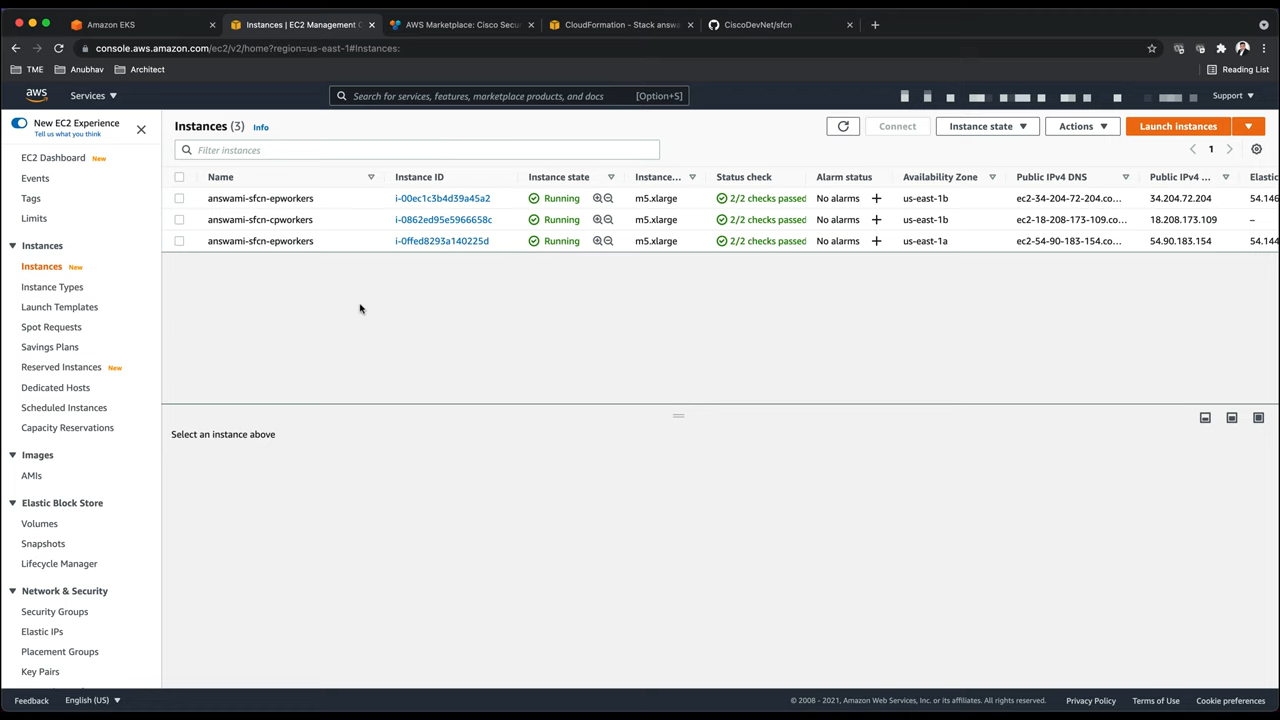 Amazon EKS
Instances | EC2 Management C
AWS Marketplace: Cisco Secu
CloudFormation - Stack answa
CiscoDevNet/sfcn
console.aws.amazon.com/ec2/v2/home?region=us-east-1#Instances:
TME
Anubhav
Architect
Reading List
aws
Services
Search for services, features, marketplace products, and docs
[Option+S]
Support
New EC2 Experience
Tell us what you think
EC2 Dashboard New
Events
Tags
Limits
Instances
Instances New
Instance Types
Launch Templates
Spot Requests
Savings Plans
Reserved Instances New
Dedicated Hosts
Scheduled Instances
Capacity Reservations
Images
AMIs
Elastic Block Store
Volumes
Snapshots
Lifecycle Manager
Network & Security
Security Groups
Elastic IPs
Placement Groups
Key Pairs
Instances (3) Info
Connect
Instance state
Actions
Launch instances
Filter instances
1
Name Instance ID Instance state Instance... Status check Alarm status Availability Zone Public IPv4 DNS Public IPv4 ... Elastic
answami-sfcn-epworkers i-00ec1c3b4d39a45a2 Running m5.xlarge 2/2 checks passed No alarms us-east-1b ec2-34-204-72-204.co... 34.204.72.204 54.146
answami-sfcn-cpworkers i-0862ed95e5966658c Running m5.xlarge 2/2 checks passed No alarms us-east-1b ec2-18-208-173-109.co... 18.208.173.109 –
answami-sfcn-epworkers i-0ffed8293a140225d Running m5.xlarge 2/2 checks passed No alarms us-east-1a ec2-54-90-183-154.co... 54.90.183.154 54.144
Select an instance above
Feedback
English (US)
© 2008 - 2021, Amazon Web Services, Inc. or its affiliates. All rights reserved.
Privacy Policy
Terms of Use
Cookie preferences